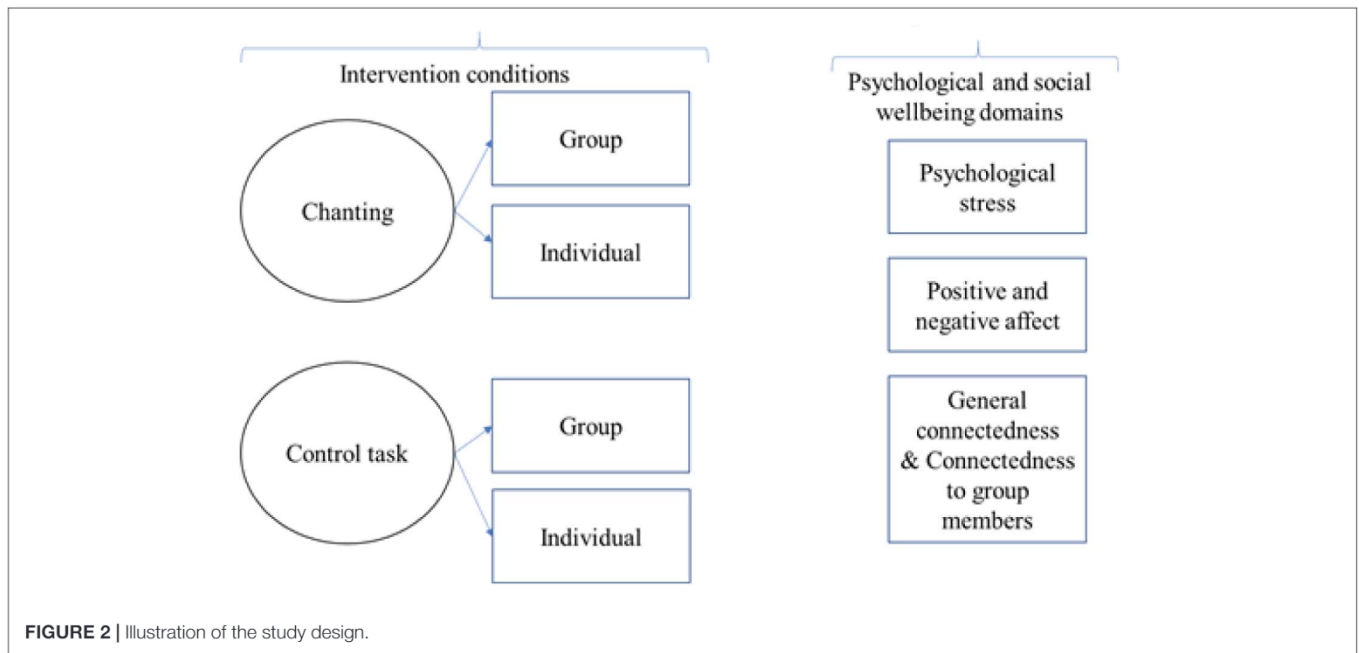 Intervention conditions
Chanting
Group
Individual
Control task
Group
Individual
Psychological and social
wellbeing domains
Psychological
stress
Positive and
negative affect
General
connectedness
& Connectedness
to group
members
FIGURE 2 | Illustration of the study design.